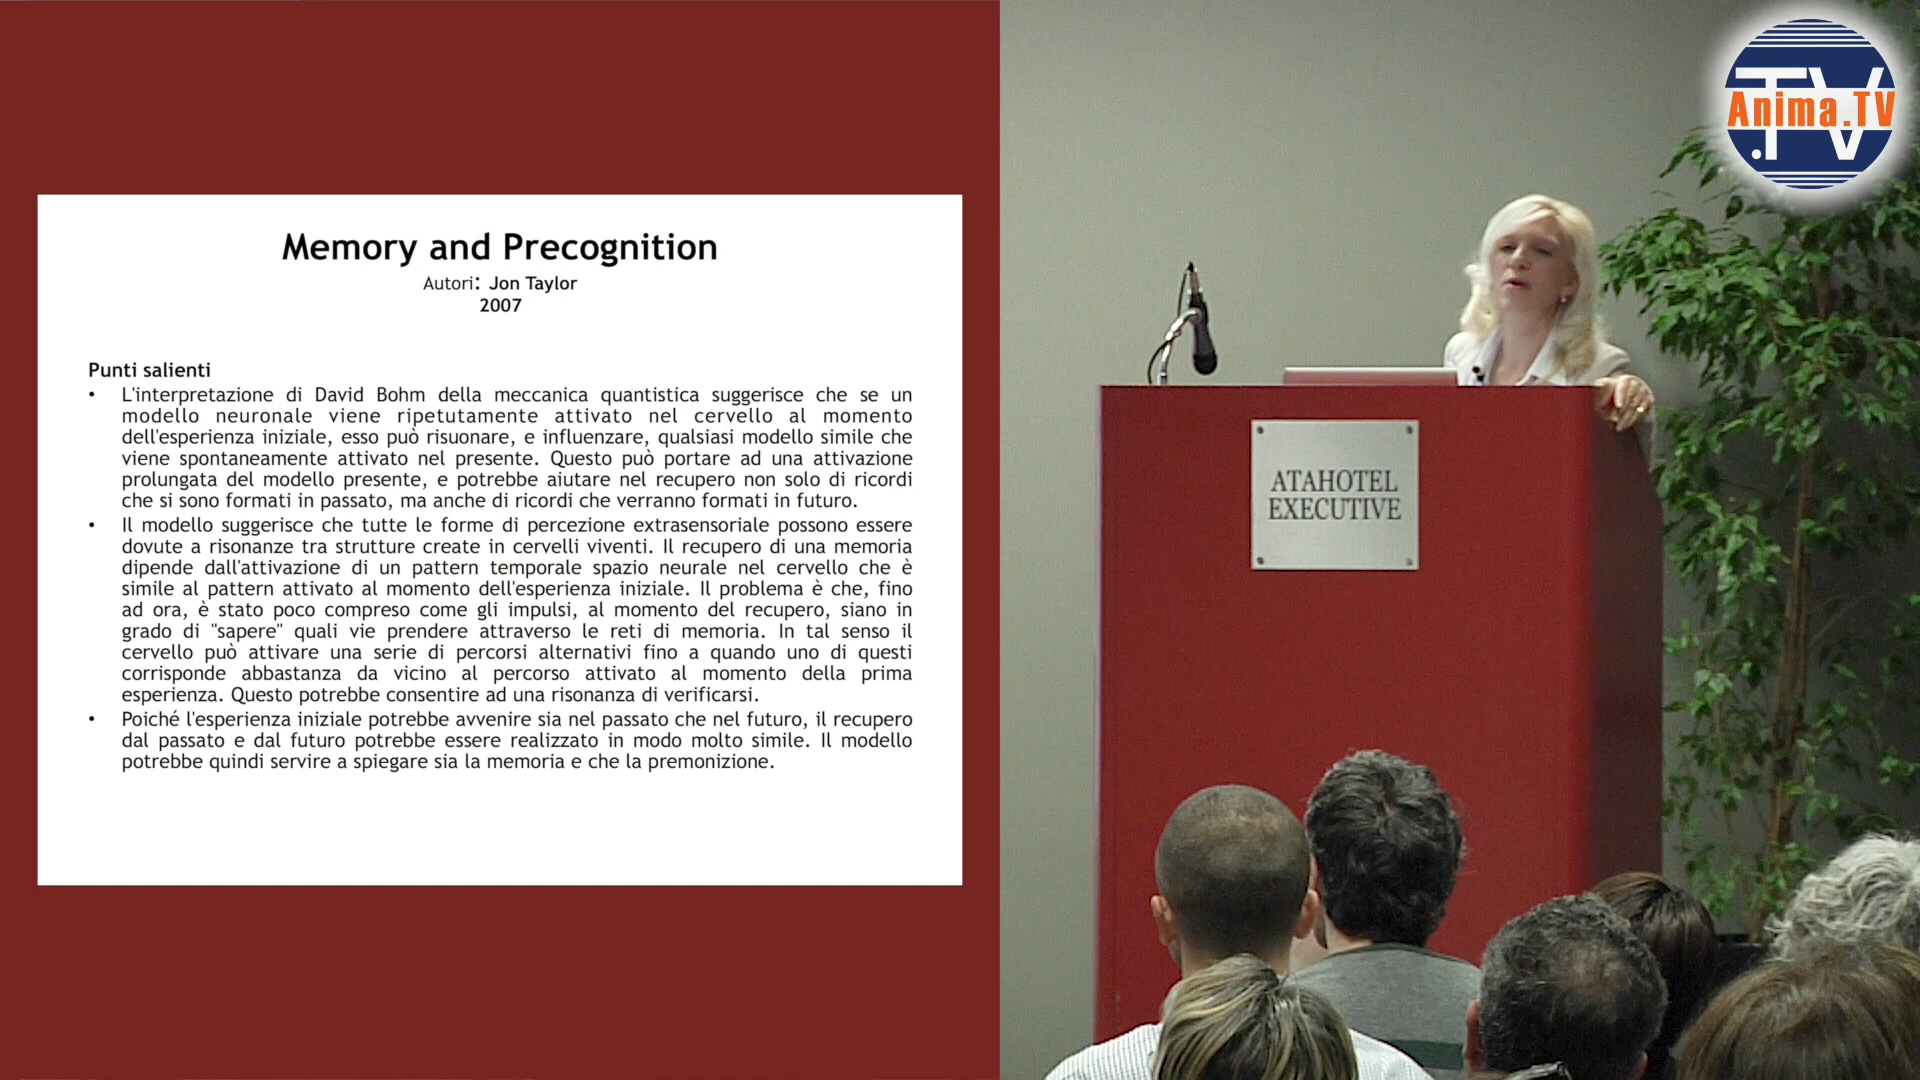 Memory and Precognition
Autori: Jon Taylor
2007
Punti salienti
• L'interpretazione di David Bohm della meccanica quantistica suggerisce che se un
modello neuronale viene ripetutamente attivato nel cervello al momento
dell'esperienza iniziale, esso può risuonare, e influenzare, qualsiasi modello simile che
viene spontaneamente attivato nel presente. Questo può portare ad una attivazione
prolungata del modello presente, e potrebbe aiutare nel recupero non solo di ricordi
che si sono formati in passato, ma anche di ricordi che verranno formati in futuro.
• Il modello suggerisce che tutte le forme di percezione extrasensoriale possono essere
dovute a risonanze tra strutture create in cervelli viventi. Il recupero di una memoria
dipende dall'attivazione di un pattern temporale spazio neurale nel cervello che è
simile al pattern attivato al momento dell'esperienza iniziale. Il problema è che, fino
ad ora, è stato poco compreso come gli impulsi, al momento del recupero, siano in
grado di "sapere" quali vie prendere attraverso le reti di memoria. In tal senso il
cervello può attivare una serie di percorsi alternativi fino a quando uno di questi
corrisponde abbastanza da vicino al percorso attivato al momento della prima
esperienza. Questo potrebbe consentire ad una risonanza di verificarsi.
• Poiché l'esperienza iniziale potrebbe avvenire sia nel passato che nel futuro, il recupero
dal passato e dal futuro potrebbe essere realizzato in modo molto simile. Il modello
potrebbe quindi servire a spiegare sia la memoria e che la premonizione.
.TV
Anima.TV
ATAHOTEL
EXECUTIVE